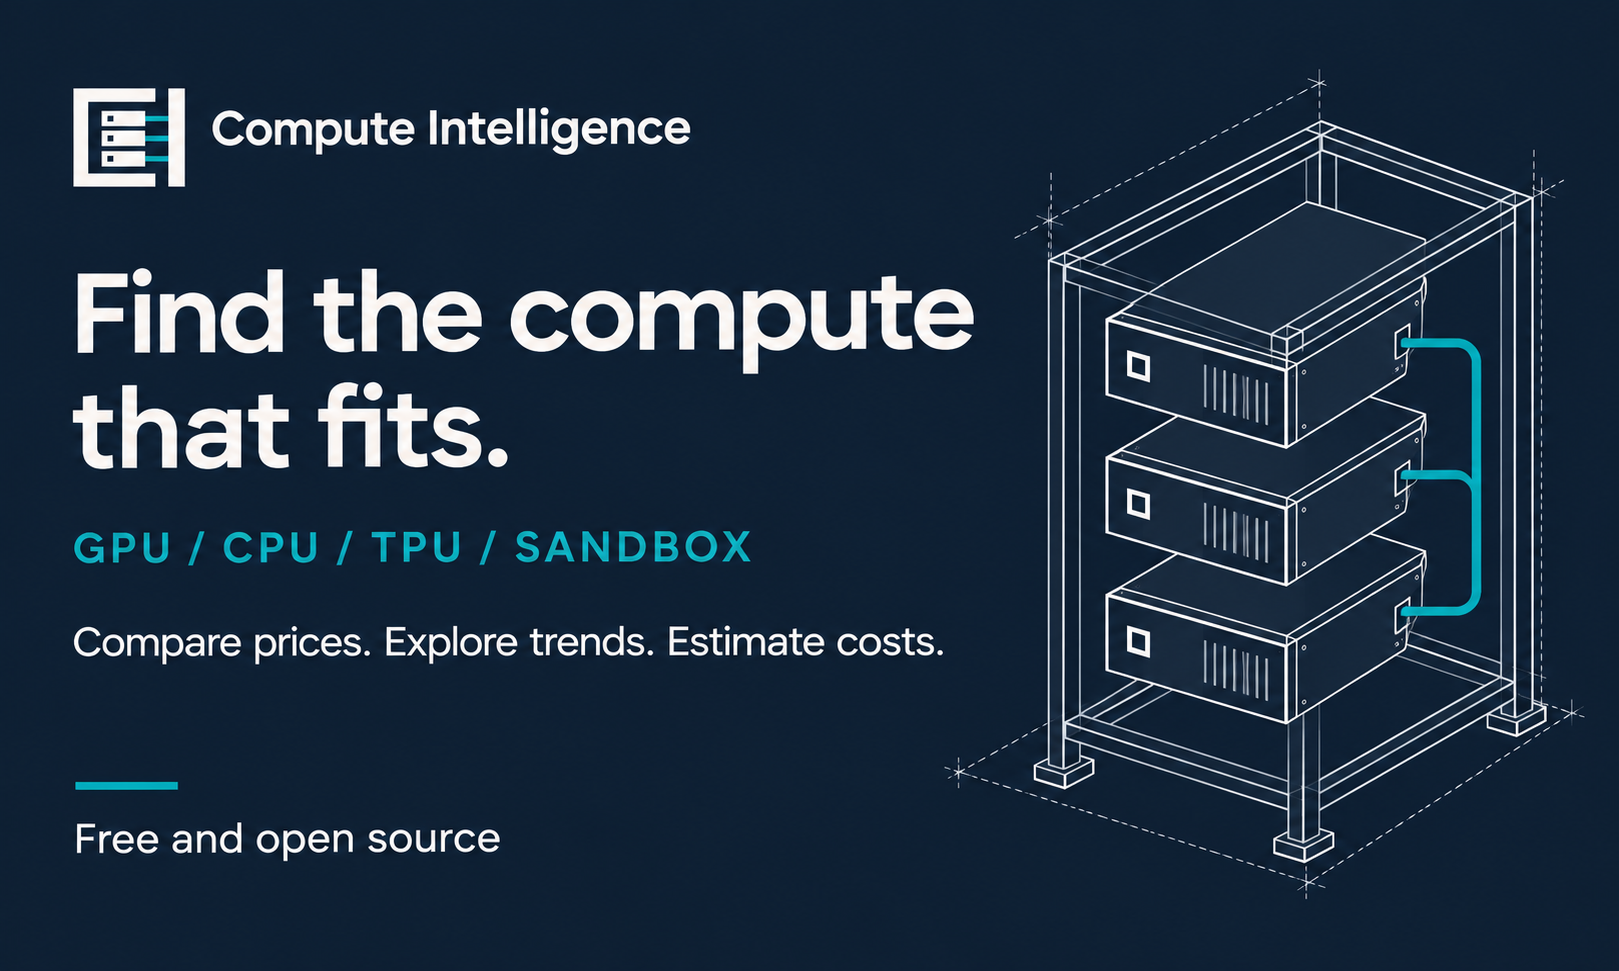 Compute Intelligence
Find the compute
that fits.
GPU / CPU / TPU / SANDBOX
Compare prices. Explore trends. Estimate costs.
Free and open source